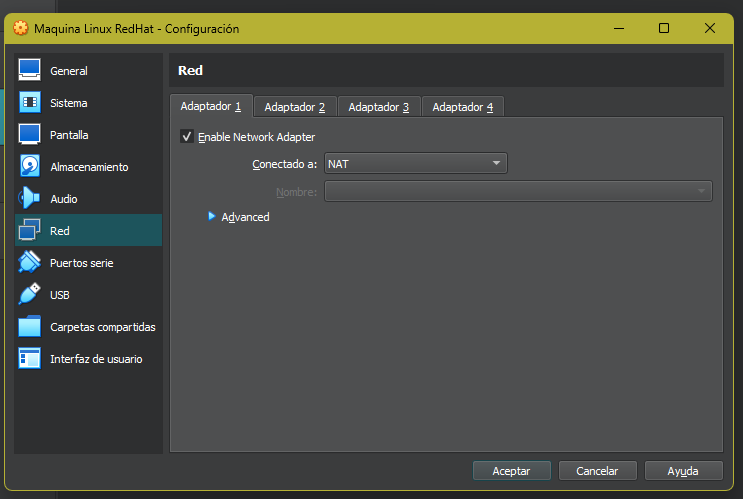 Maquina Linux RedHat - Configuración
General
Sistema
Pantalla
Almacenamiento
Audio
Red
Puertos serie
USB
Carpetas compartidas
Interfaz de usuario
Red
Adaptador 1
Adaptador 2
Adaptador 3
Adaptador 4
Enable Network Adapter
Conectado a: NAT
Nombre:
Advanced
Aceptar
Cancelar
Ayuda